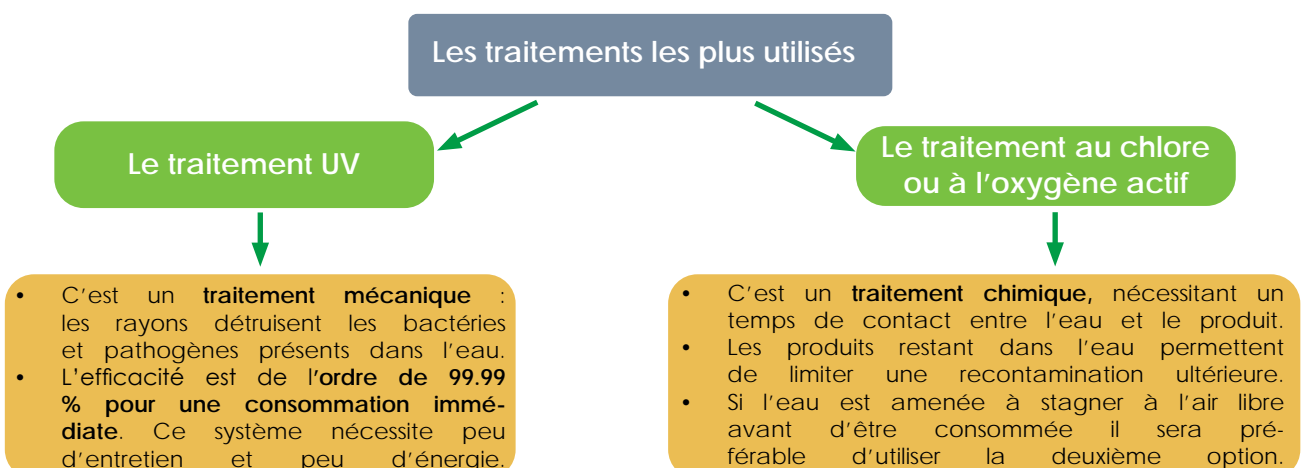 Les traitements les plus utilisés
Le traitement UV
Le traitement au chlore
ou à l'oxygène actif
• C'est un traitement mécanique :
les rayons détruisent les bactéries
et pathogènes présents dans l'eau.
• L'efficacité est de l'ordre de 99.99
% pour une consommation immé-
diate. Ce système nécessite peu
d'entretien et peu d'énergie.
• C'est un traitement chimique, nécessitant un
temps de contact entre l'eau et le produit.
• Les produits restant dans l'eau permettent
de limiter une recontamination ultérieure.
• Si l'eau est amenée à stagner à l'air libre
avant d'être consommée il sera pré-
férable d'utiliser la deuxième option.